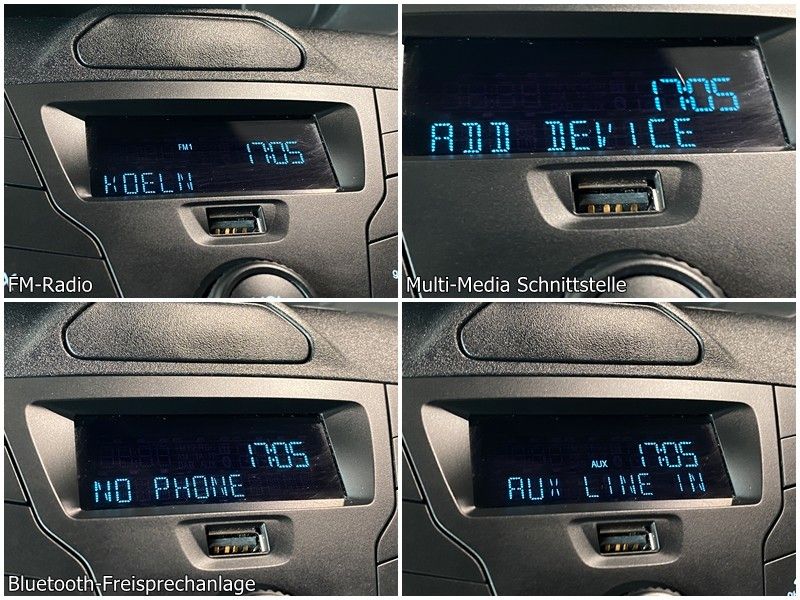 FM1
17:05
KOELN
FM-Radio
17:05
ADD DEVICE
Multi-Media Schnittstelle
17:05
NO PHONE
Bluetooth-Freisprechanlage
AUX 17:05
AUX LINE IN